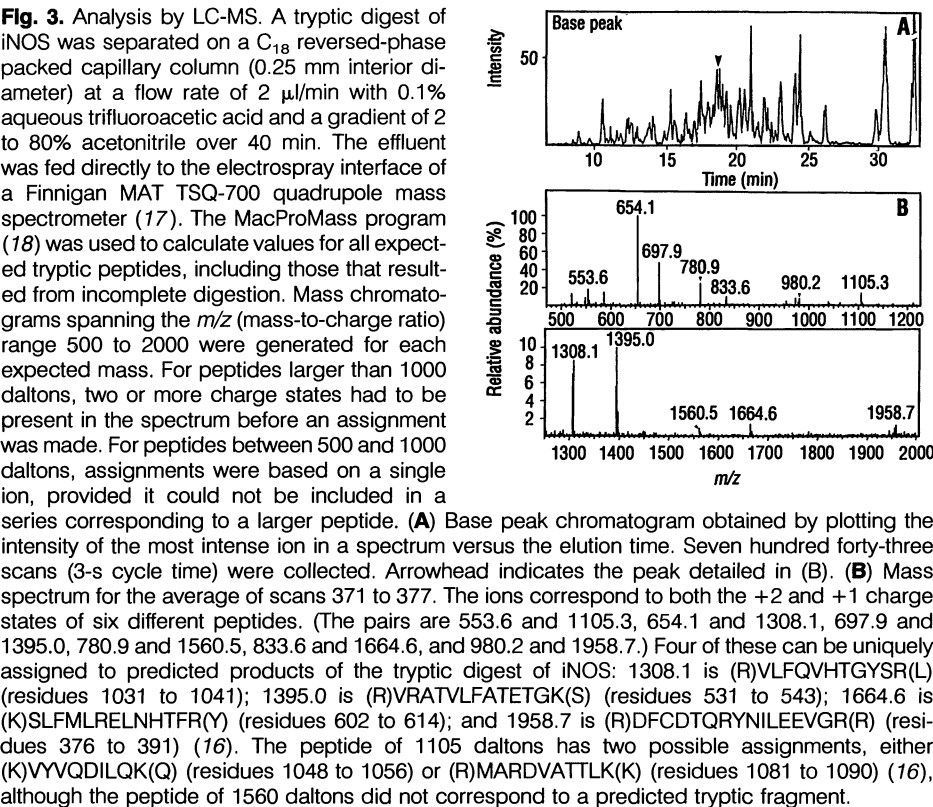 Fig. 3. Analysis by LC-MS. A tryptic digest of
iNOS was separated on a C18 reversed-phase
packed capillary column (0.25 mm interior di-
ameter) at a flow rate of 2 μl/min with 0.1%
aqueous trifluoroacetic acid and a gradient of 2
to 80% acetonitrile over 40 min. The effluent
was fed directly to the electrospray interface of
a Finnigan MAT TSQ-700 quadrupole mass
spectrometer (17). The MacProMass program
(18) was used to calculate values for all expect-
ed tryptic peptides, including those that result-
ed from incomplete digestion. Mass chromato-
grams spanning the m/z (mass-to-charge ratio)
range 500 to 2000 were generated for each
expected mass. For peptides larger than 1000
daltons, two or more charge states had to be
present in the spectrum before an assignment
was made. For peptides between 500 and 1000
daltons, assignments were based on a single
ion, provided it could not be included in a
series corresponding to a larger peptide. (A) Base peak chromatogram obtained by plotting the
intensity of the most intense ion in a spectrum versus the elution time. Seven hundred forty-three
scans (3-s cycle time) were collected. Arrowhead indicates the peak detailed in (B). (B) Mass
spectrum for the average of scans 371 to 377. The ions correspond to both the +2 and +1 charge
states of six different peptides. (The pairs are 553.6 and 1105.3, 654.1 and 1308.1, 697.9 and
1395.0, 780.9 and 1560.5, 833.6 and 1664.6, and 980.2 and 1958.7.) Four of these can be uniquely
assigned to predicted products of the tryptic digest of iNOS: 1308.1 is (R)VLFQVHTGYSR(L)
(residues 1031 to 1041); 1395.0 is (R)VRATVLFATETGK(S) (residues 531 to 543); 1664.6 is
(K)SLFMLRELNHTFR(Y) (residues 602 to 614); and 1958.7 is (R)DFCDTQRYNILEEVGR(R) (resi-
dues 376 to 391) (16). The peptide of 1105 daltons has two possible assignments, either
(K)VYVQDILQK(Q) (residues 1048 to 1056) or (R)MARDVATTLK(K) (residues 1081 to 1090) (16),
although the peptide of 1560 daltons did not correspond to a predicted tryptic fragment.
Base peak
A
Intensity
50
10 15 20 25 30
Time (min)
B
Relative abundance (%)
100
80
60
40
20
553.6
654.1
697.9
780.9
833.6
980.2
1105.3
500 600 700 800 900 1000 1100 1200
10
8
6
4
2
1308.1
1395.0
1560.5
1664.6
1958.7
1300 1400 1500 1600 1700 1800 1900 2000
m/z